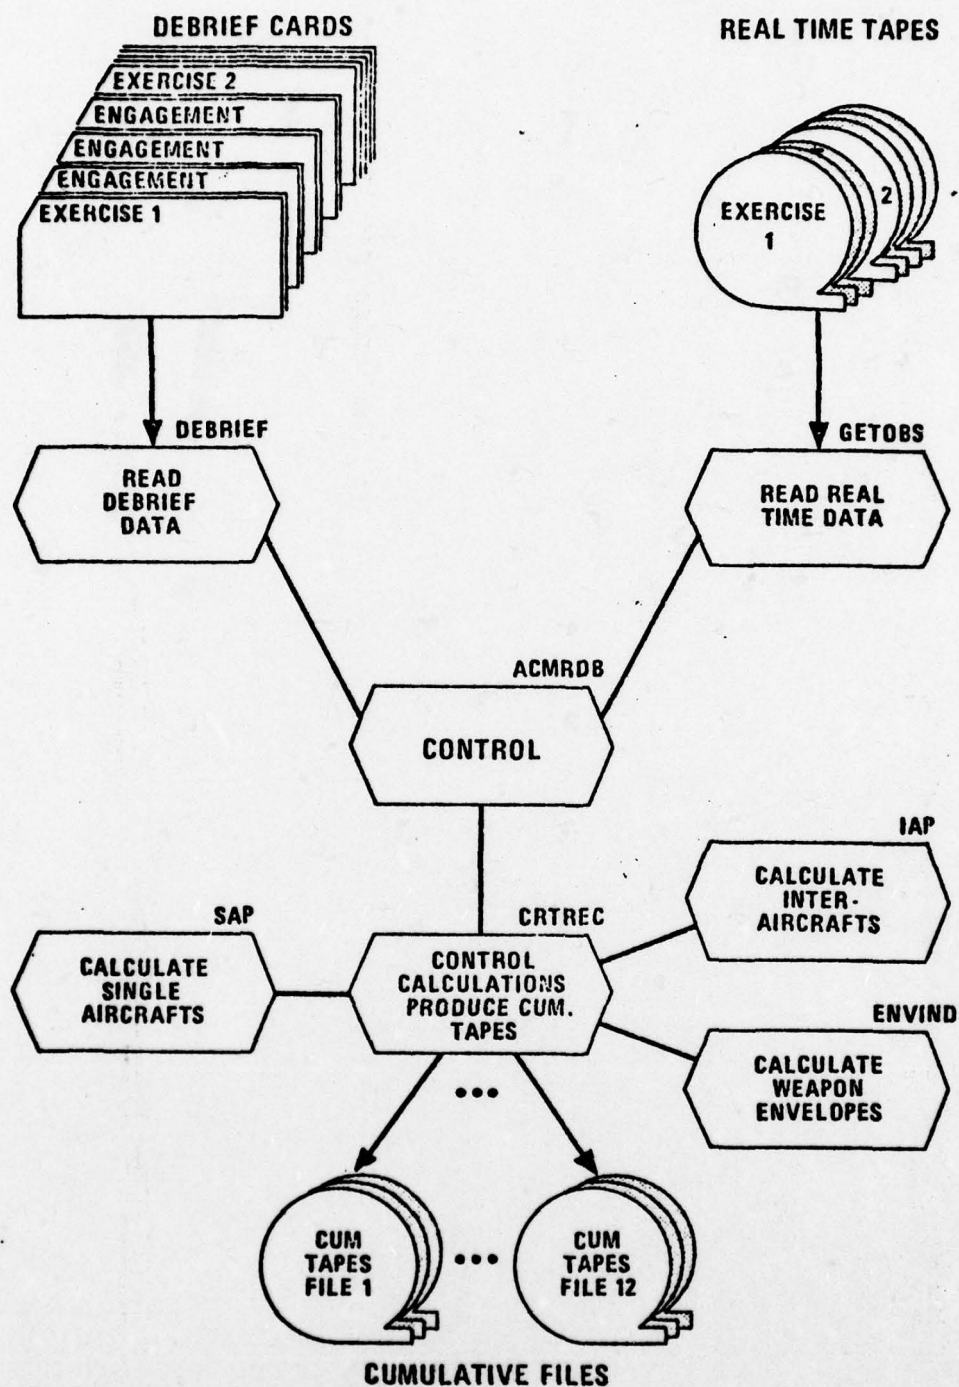 DEBRIEF CARDS
REAL TIME TAPES
EXERCISE 2
ENGAGEMENT
ENGAGEMENT
ENGAGEMENT
EXERCISE 1
EXERCISE
1
2
DEBRIEF
READ
DEBRIEF
DATA
GETOBS
READ REAL
TIME DATA
ACMRDB
CONTROL
IAP
CALCULATE
INTER-
AIRCRAFTS
SAP
CALCULATE
SINGLE
AIRCRAFTS
CRTREC
CONTROL
CALCULATIONS
PRODUCE CUM.
TAPES
ENVIND
CALCULATE
WEAPON
ENVELOPES
•••
CUM
TAPES
FILE 1
•••
CUM
TAPES
FILE 12
CUMULATIVE FILES